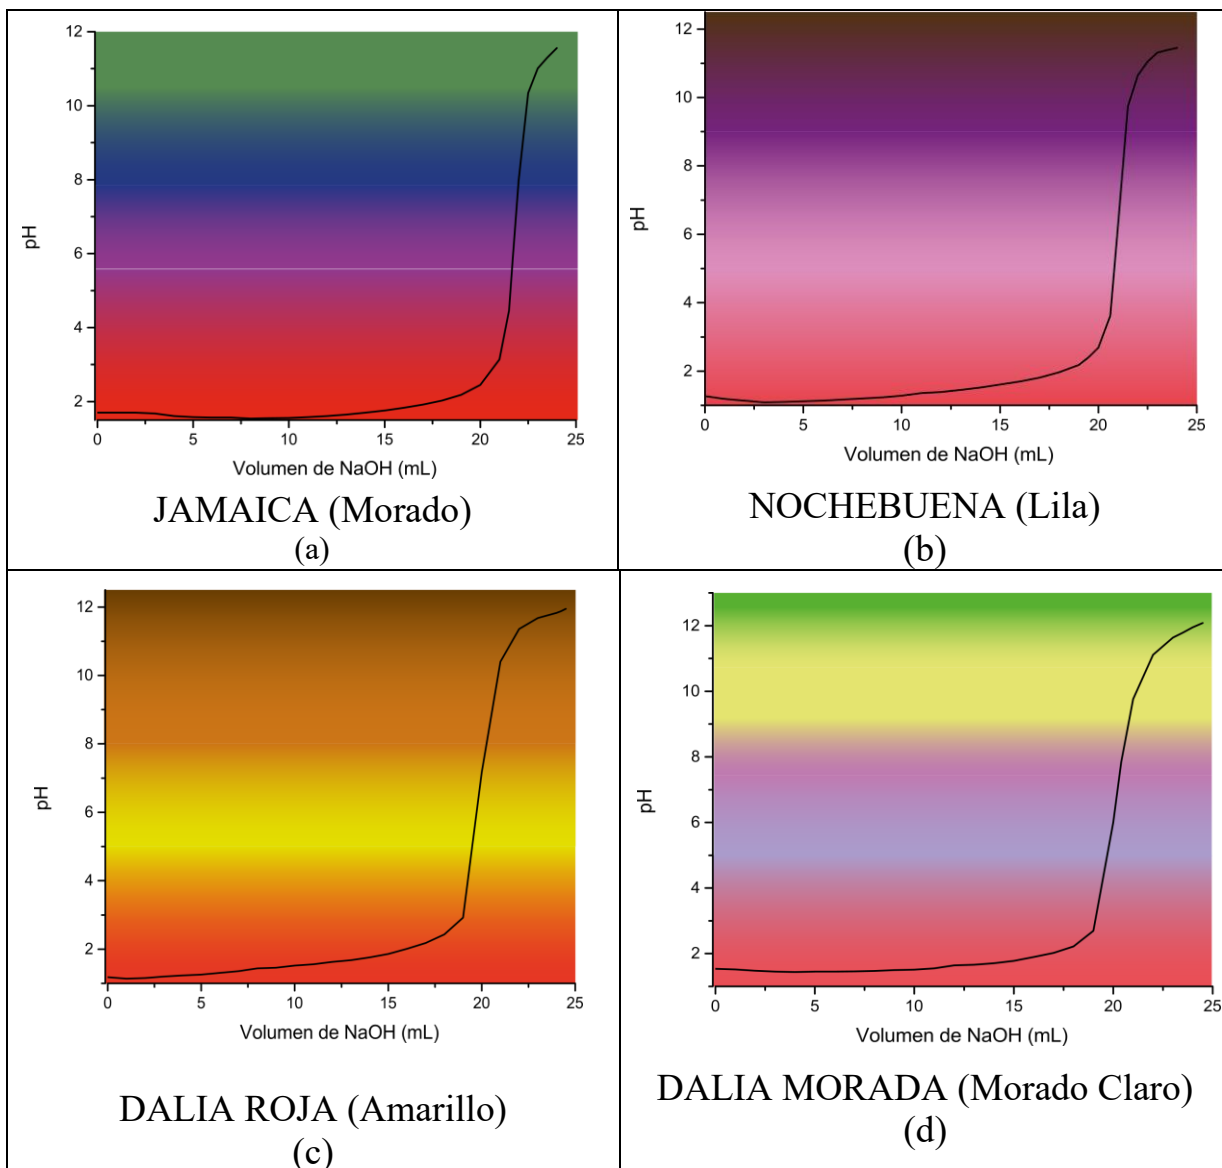 12
10
8
6
4
2
pH
0 5 10 15 20 25
Volumen de NaOH (mL)
JAMAICA (Morado)
(a)
12
10
8
6
4
2
pH
0 5 10 15 20 25
Volumen de NaOH (mL)
NOCHEBUENA (Lila)
(b)
12
10
8
6
4
2
pH
0 5 10 15 20 25
Volumen de NaOH (mL)
DALIA ROJA (Amarillo)
(c)
12
10
8
6
4
2
pH
0 5 10 15 20 25
Volumen de NaOH (mL)
DALIA MORADA (Morado Claro)
(d)